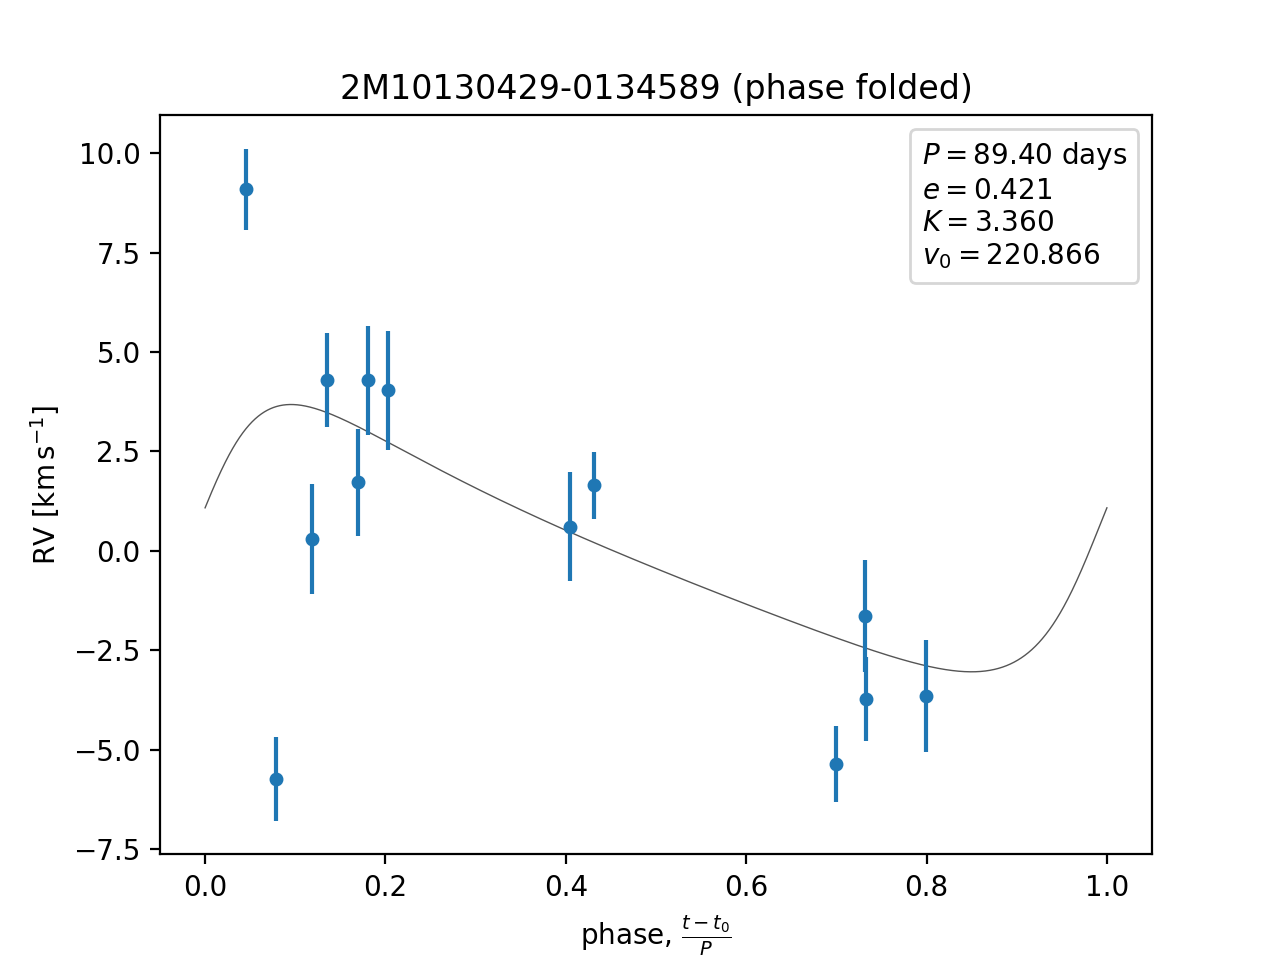 2M10130429-0134589 (phase folded)
P = 89.40 days
e = 0.421
K = 3.360
v₀ = 220.866
RV [km s⁻¹]
10.0
7.5
5.0
2.5
0.0
−2.5
−5.0
−7.5
0.0 0.2 0.4 0.6 0.8 1.0
phase, (t − t₀)/P